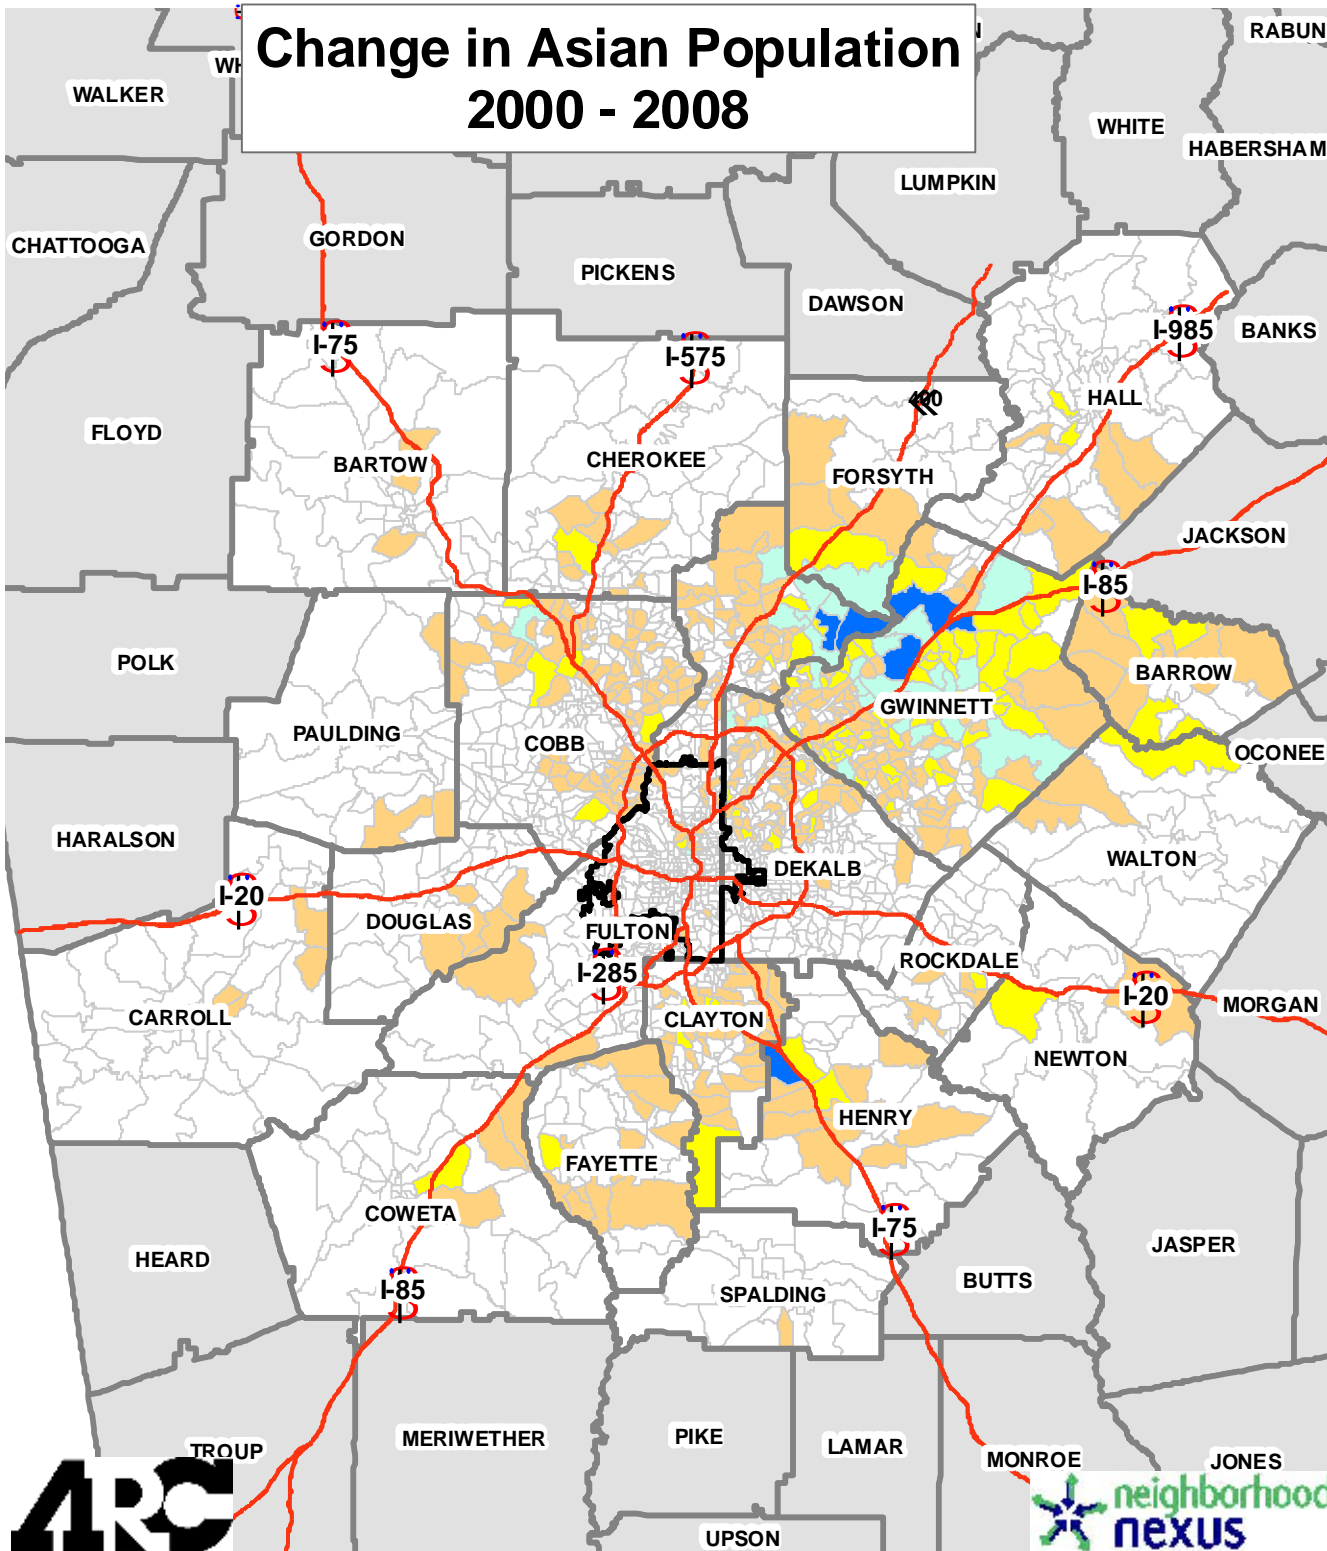 Change in Asian Population
2000 - 2008
RABUN
WALKER
WHITE
HABERSHAM
LUMPKIN
CHATTOOGA
GORDON
PICKENS
DAWSON
I-75
I-575
I-985
BANKS
400
HALL
FLOYD
BARTOW
CHEROKEE
FORSYTH
JACKSON
I-85
POLK
BARROW
PAULDING
COBB
GWINNETT
OCONEE
HARALSON
DEKALB
WALTON
I-20
DOUGLAS
FULTON
ROCKDALE
I-285
CARROLL
CLAYTON
I-20
MORGAN
NEWTON
HENRY
FAYETTE
COWETA
I-75
JASPER
HEARD
I-85
SPALDING
BUTTS
TROUP
MERIWETHER
PIKE
LAMAR
MONROE
JONES
ARC
neighborhood
nexus
UPSON